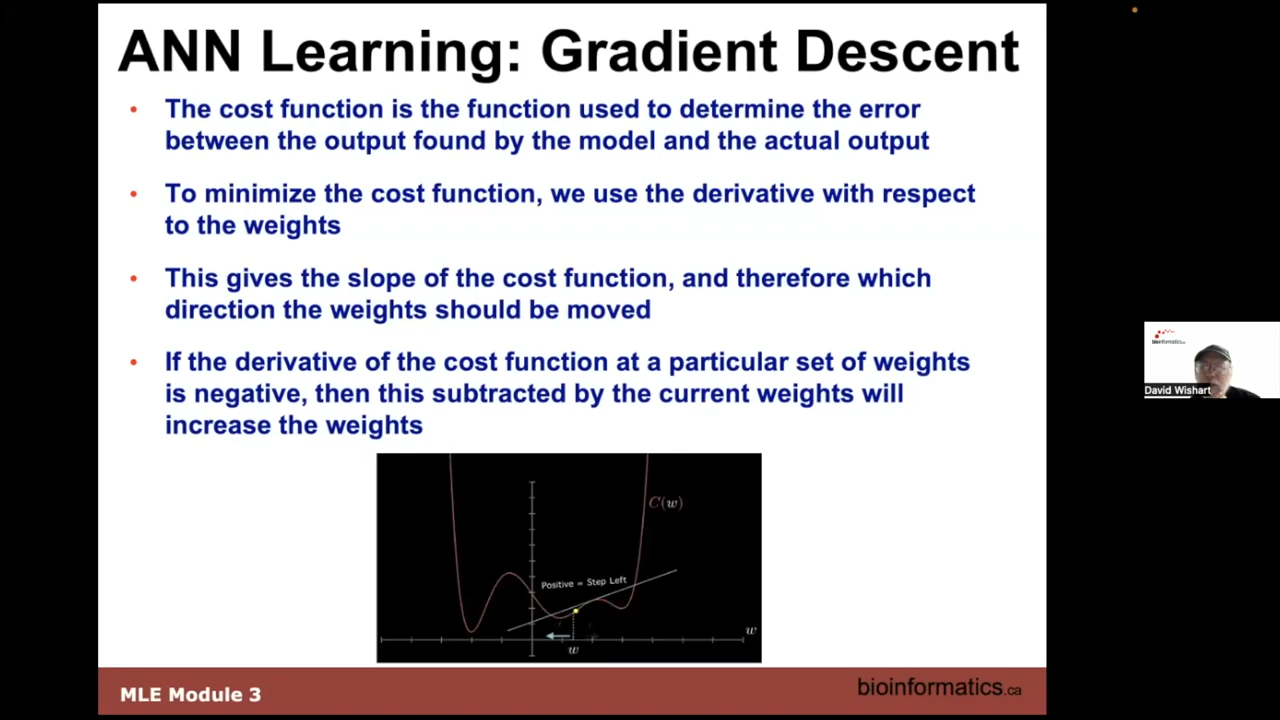 ANN Learning: Gradient Descent
• The cost function is the function used to determine the error
between the output found by the model and the actual output
• To minimize the cost function, we use the derivative with respect
to the weights
• This gives the slope of the cost function, and therefore which
direction the weights should be moved
• If the derivative of the cost function at a particular set of weights
is negative, then this subtracted by the current weights will
increase the weights
C(w)
Positive = Step Left
w
w
MLE Module 3
bioinformatics.ca
bioinformatics.ca
David Wishart